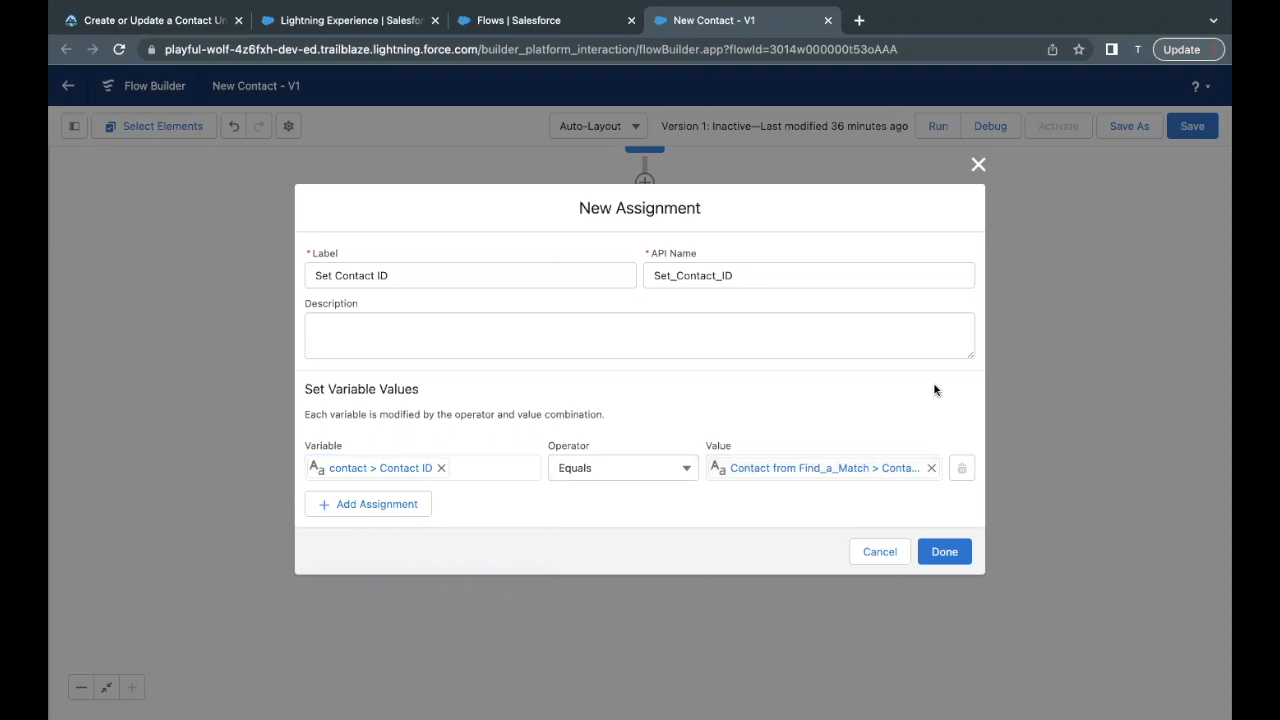 Create or Update a Contact Un
Lightning Experience | Salesfor
Flows | Salesforce
New Contact - V1
playful-wolf-4z6fxh-dev-ed.trailblaze.lightning.force.com/builder_platform_interaction/flowBuilder.app?flowId=3014w000000t53oAAA
T
Update
Flow Builder
New Contact - V1
?
Select Elements
Auto-Layout
Version 1: Inactive—Last modified 36 minutes ago
Run
Debug
Activate
Save As
Save
New Assignment
* Label
* API Name
Set Contact ID
Set_Contact_ID
Description
Set Variable Values
Each variable is modified by the operator and value combination.
Variable
Operator
Value
Aa contact > Contact ID
Equals
Aa Contact from Find_a_Match > Conta...
+ Add Assignment
Cancel
Done